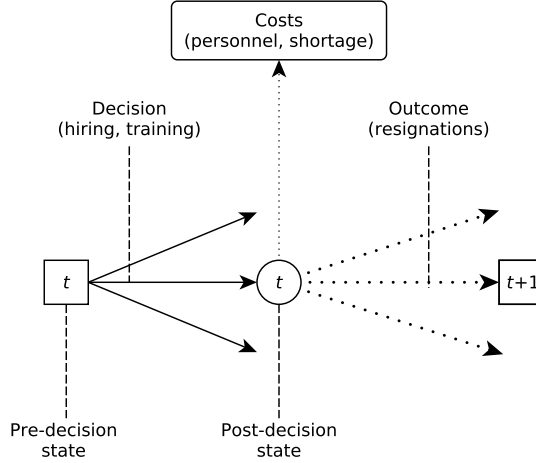 Costs
(personnel, shortage)
Decision
(hiring, training)
Outcome
(resignations)
t
t
t+1
Pre-decision
state
Post-decision
state